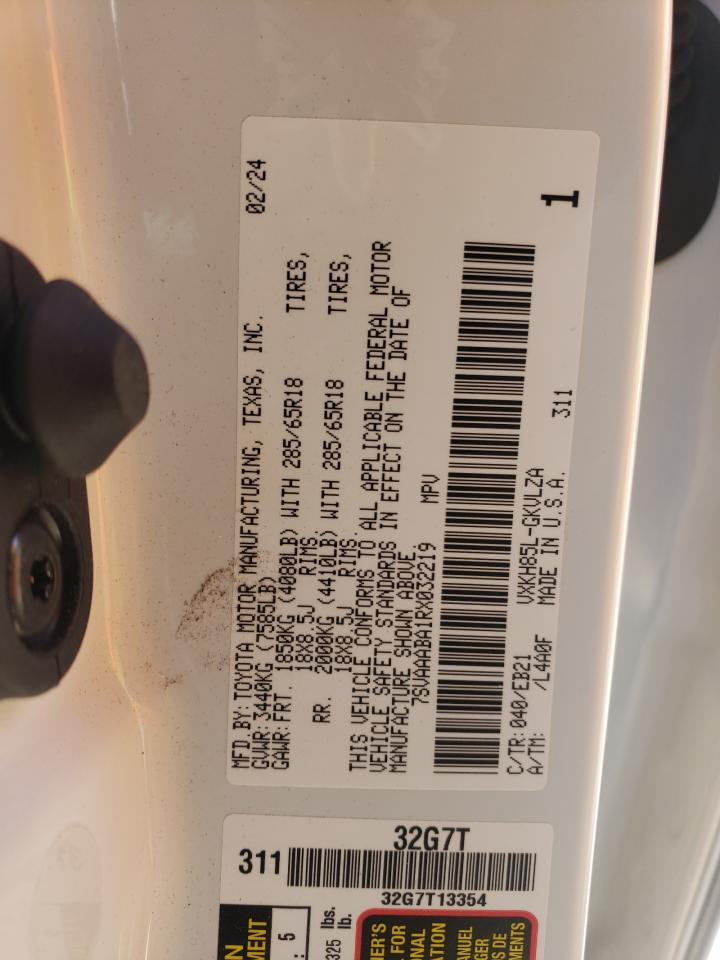 02/24
MFD.BY:TOYOTA MOTOR MANUFACTURING, TEXAS, INC.
GVWR:3440KG (7585LB)
GAWR:FRT. 1850KG (4080LB) WITH 285/65R18 TIRES,
18X8.5J RIMS,
RR. 2000KG (4410LB) WITH 285/65R18 TIRES,
18X8.5J RIMS.
THIS VEHICLE CONFORMS TO ALL APPLICABLE FEDERAL MOTOR
VEHICLE SAFETY STANDARDS IN EFFECT ON THE DATE OF
MANUFACTURE SHOWN ABOVE.
7SVAAABA1RX032219 MPV
C/TR: 040/EB21 VXKH85L-GKVLZA
A/TM: /L4A0F MADE IN U.S.A. 311
1
311 32G7T
32G7T13354
5
325 lbs.
lb.